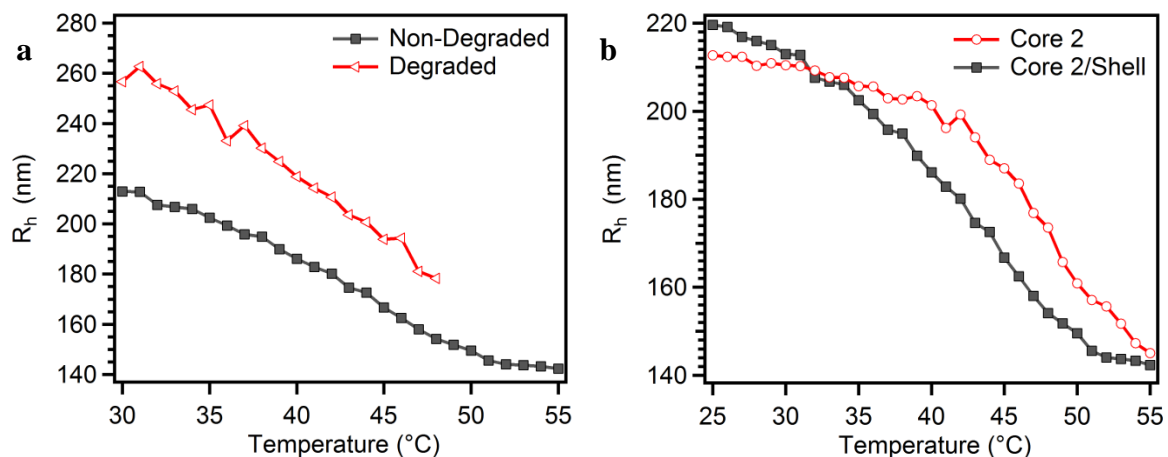 a
Non-Degraded
Degraded
280
260
240
220
200
180
160
140
R_h (nm)
30 35 40 45 50 55
Temperature (°C)
b
Core 2
Core 2/Shell
220
200
180
160
140
R_h (nm)
25 30 35 40 45 50 55
Temperature (°C)